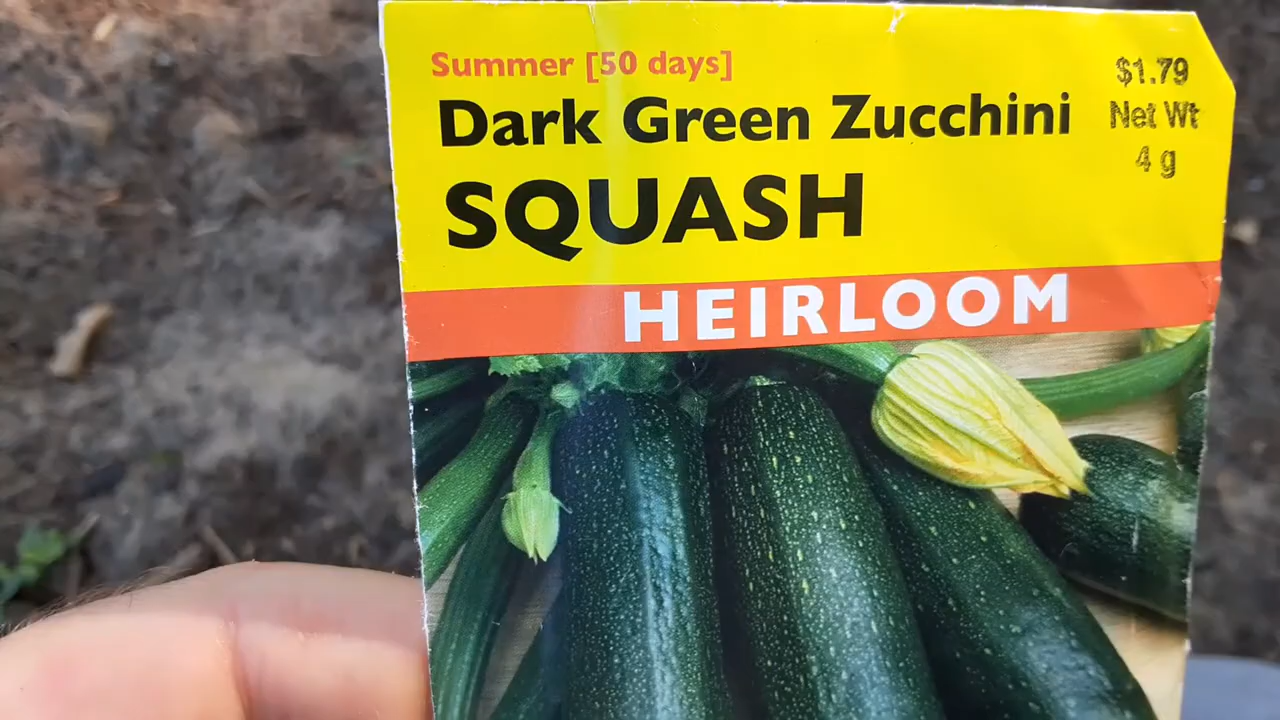 Summer [50 days]
Dark Green Zucchini
SQUASH
$1.79
Net Wt
4 g
HEIRLOOM